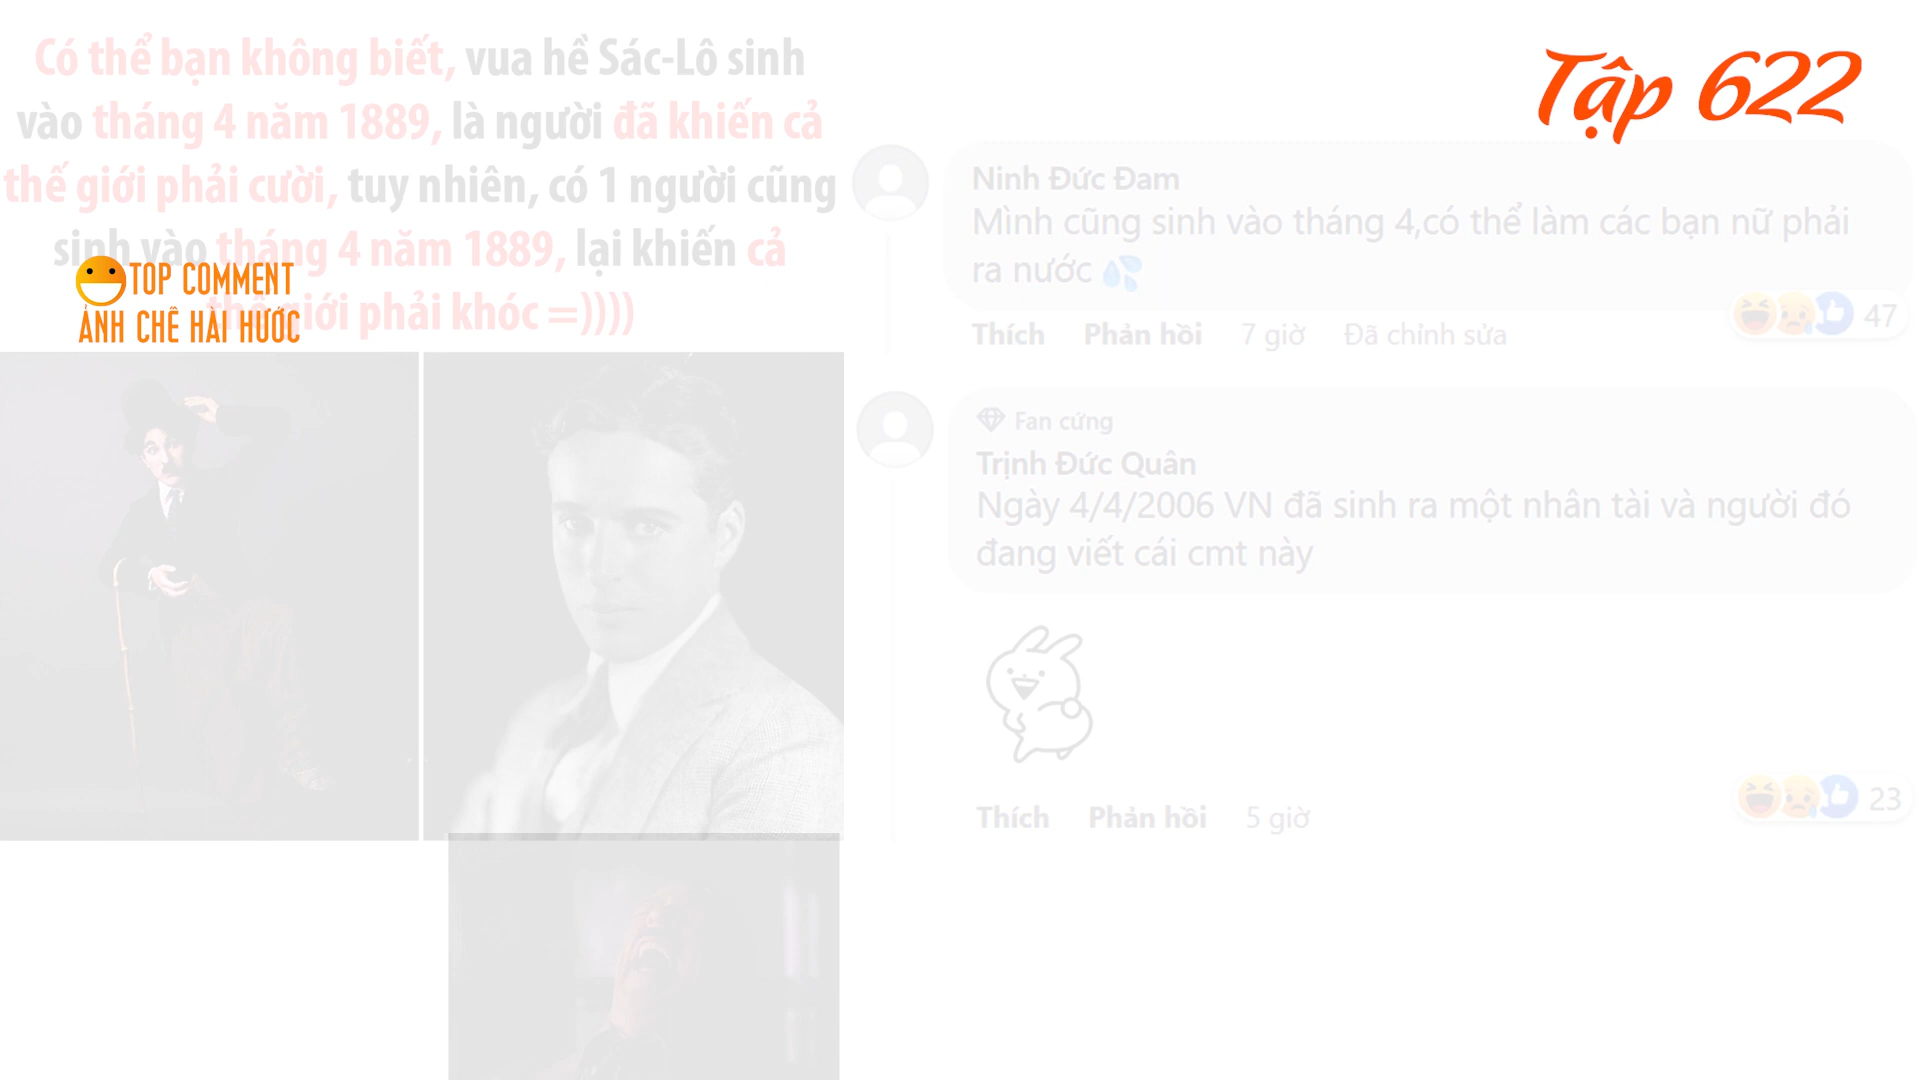 Có thể bạn không biết, vua hề Sác-Lô sinh
vào tháng 4 năm 1889, là người đã khiến cả
thế giới phải cười, tuy nhiên, có 1 người cũng
sinh vào tháng 4 năm 1889, lại khiến cả
thế giới phải khóc =))))
TOP COMMENT
ẢNH CHẾ HÀI HƯỚC
Tập 622
Ninh Đức Đam
Mình cũng sinh vào tháng 4,có thể làm các bạn nữ phải
ra nước 💦
Thích Phản hồi 7 giờ Đã chỉnh sửa
47
Fan cứng
Trịnh Đức Quân
Ngày 4/4/2006 VN đã sinh ra một nhân tài và người đó
đang viết cái cmt này
Thích Phản hồi 5 giờ
23